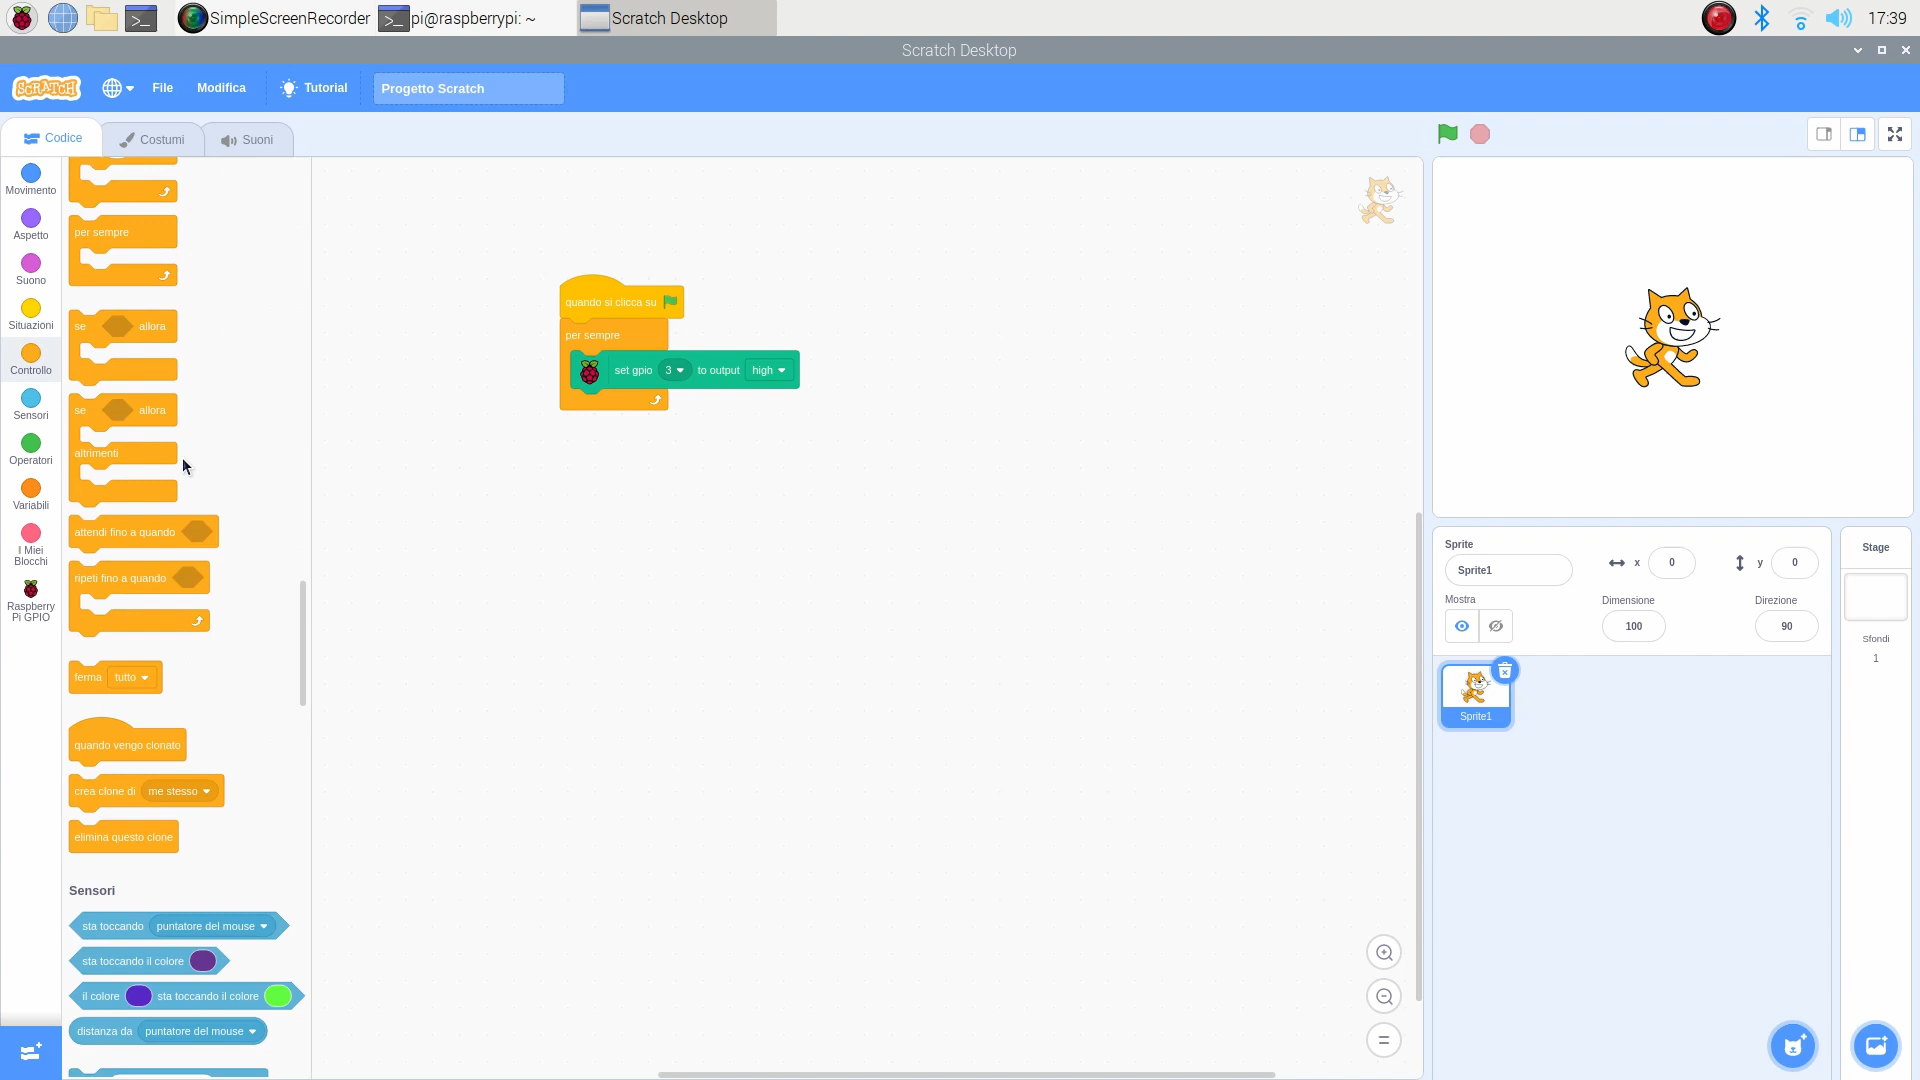 SimpleScreenRecorder
pi@raspberrypi: ~
Scratch Desktop
17:39
Scratch Desktop
SCRATCH
File
Modifica
Tutorial
Progetto Scratch
Codice
Costumi
Suoni
Movimento
Aspetto
Suono
Situazioni
Controllo
Sensori
Operatori
Variabili
I Miei
Blocchi
Raspberry
Pi GPIO
per sempre
se allora
se allora
altrimenti
attendi fino a quando
ripeti fino a quando
ferma tutto
quando vengo clonato
crea clone di me stesso
elimina questo clone
Sensori
sta toccando puntatore del mouse
sta toccando il colore
il colore sta toccando il colore
distanza da puntatore del mouse
quando si clicca su
per sempre
set gpio 3 to output high
Sprite
Sprite1
x 0
y 0
Mostra
Dimensione
100
Direzione
90
Sprite1
Stage
Sfondi
1